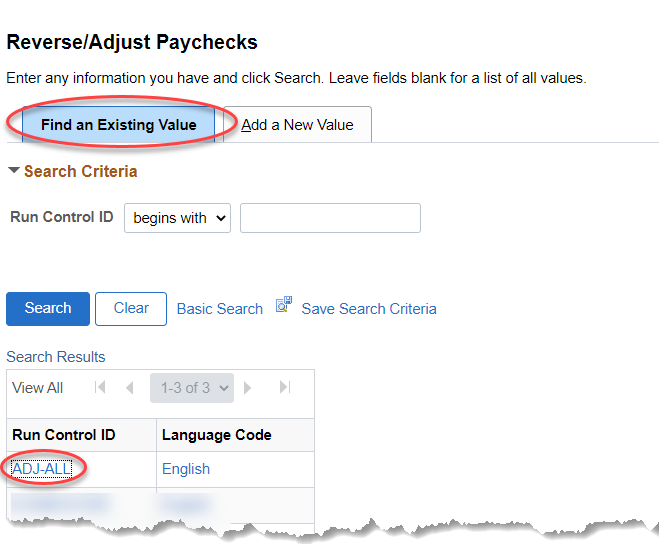 Reverse/Adjust Paychecks
Enter any information you have and click Search. Leave fields blank for a list of all values.
Find an Existing Value Add a New Value
Search Criteria
Run Control ID begins with
Search Clear Basic Search Save Search Criteria
Search Results
View All 1-3 of 3
Run Control ID Language Code
ADJ-ALL English